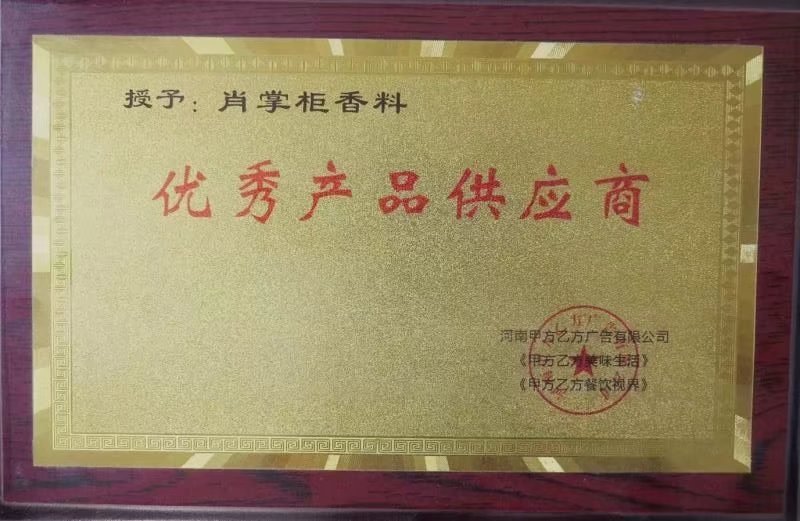 授予：肖掌柜香料
优秀产品供应商
河南甲方乙方广告有限公司
《甲方乙方美味生活》
《甲方乙方餐饮视界》